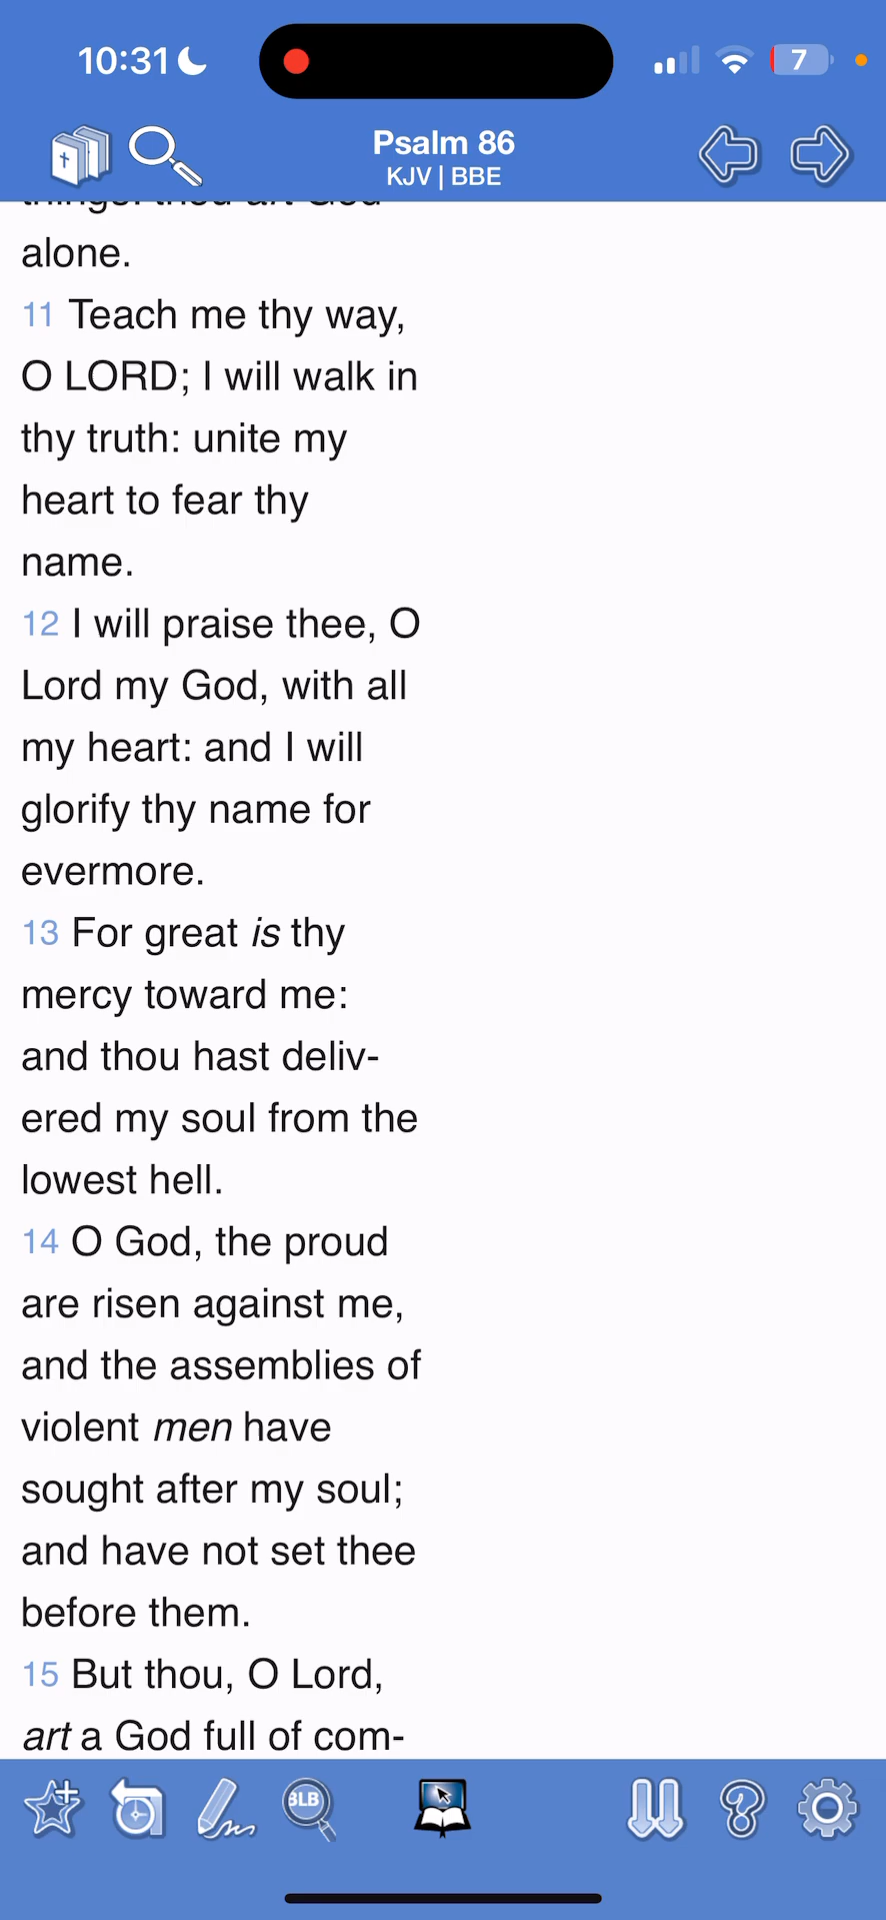 10:31
7
Psalm 86
KJV | BBE
things: thou art God
alone.
11 Teach me thy way,
O LORD; I will walk in
thy truth: unite my
heart to fear thy
name.
12 I will praise thee, O
Lord my God, with all
my heart: and I will
glorify thy name for
evermore.
13 For great is thy
mercy toward me:
and thou hast deliv-
ered my soul from the
lowest hell.
14 O God, the proud
are risen against me,
and the assemblies of
violent men have
sought after my soul;
and have not set thee
before them.
15 But thou, O Lord,
art a God full of com-
BLB